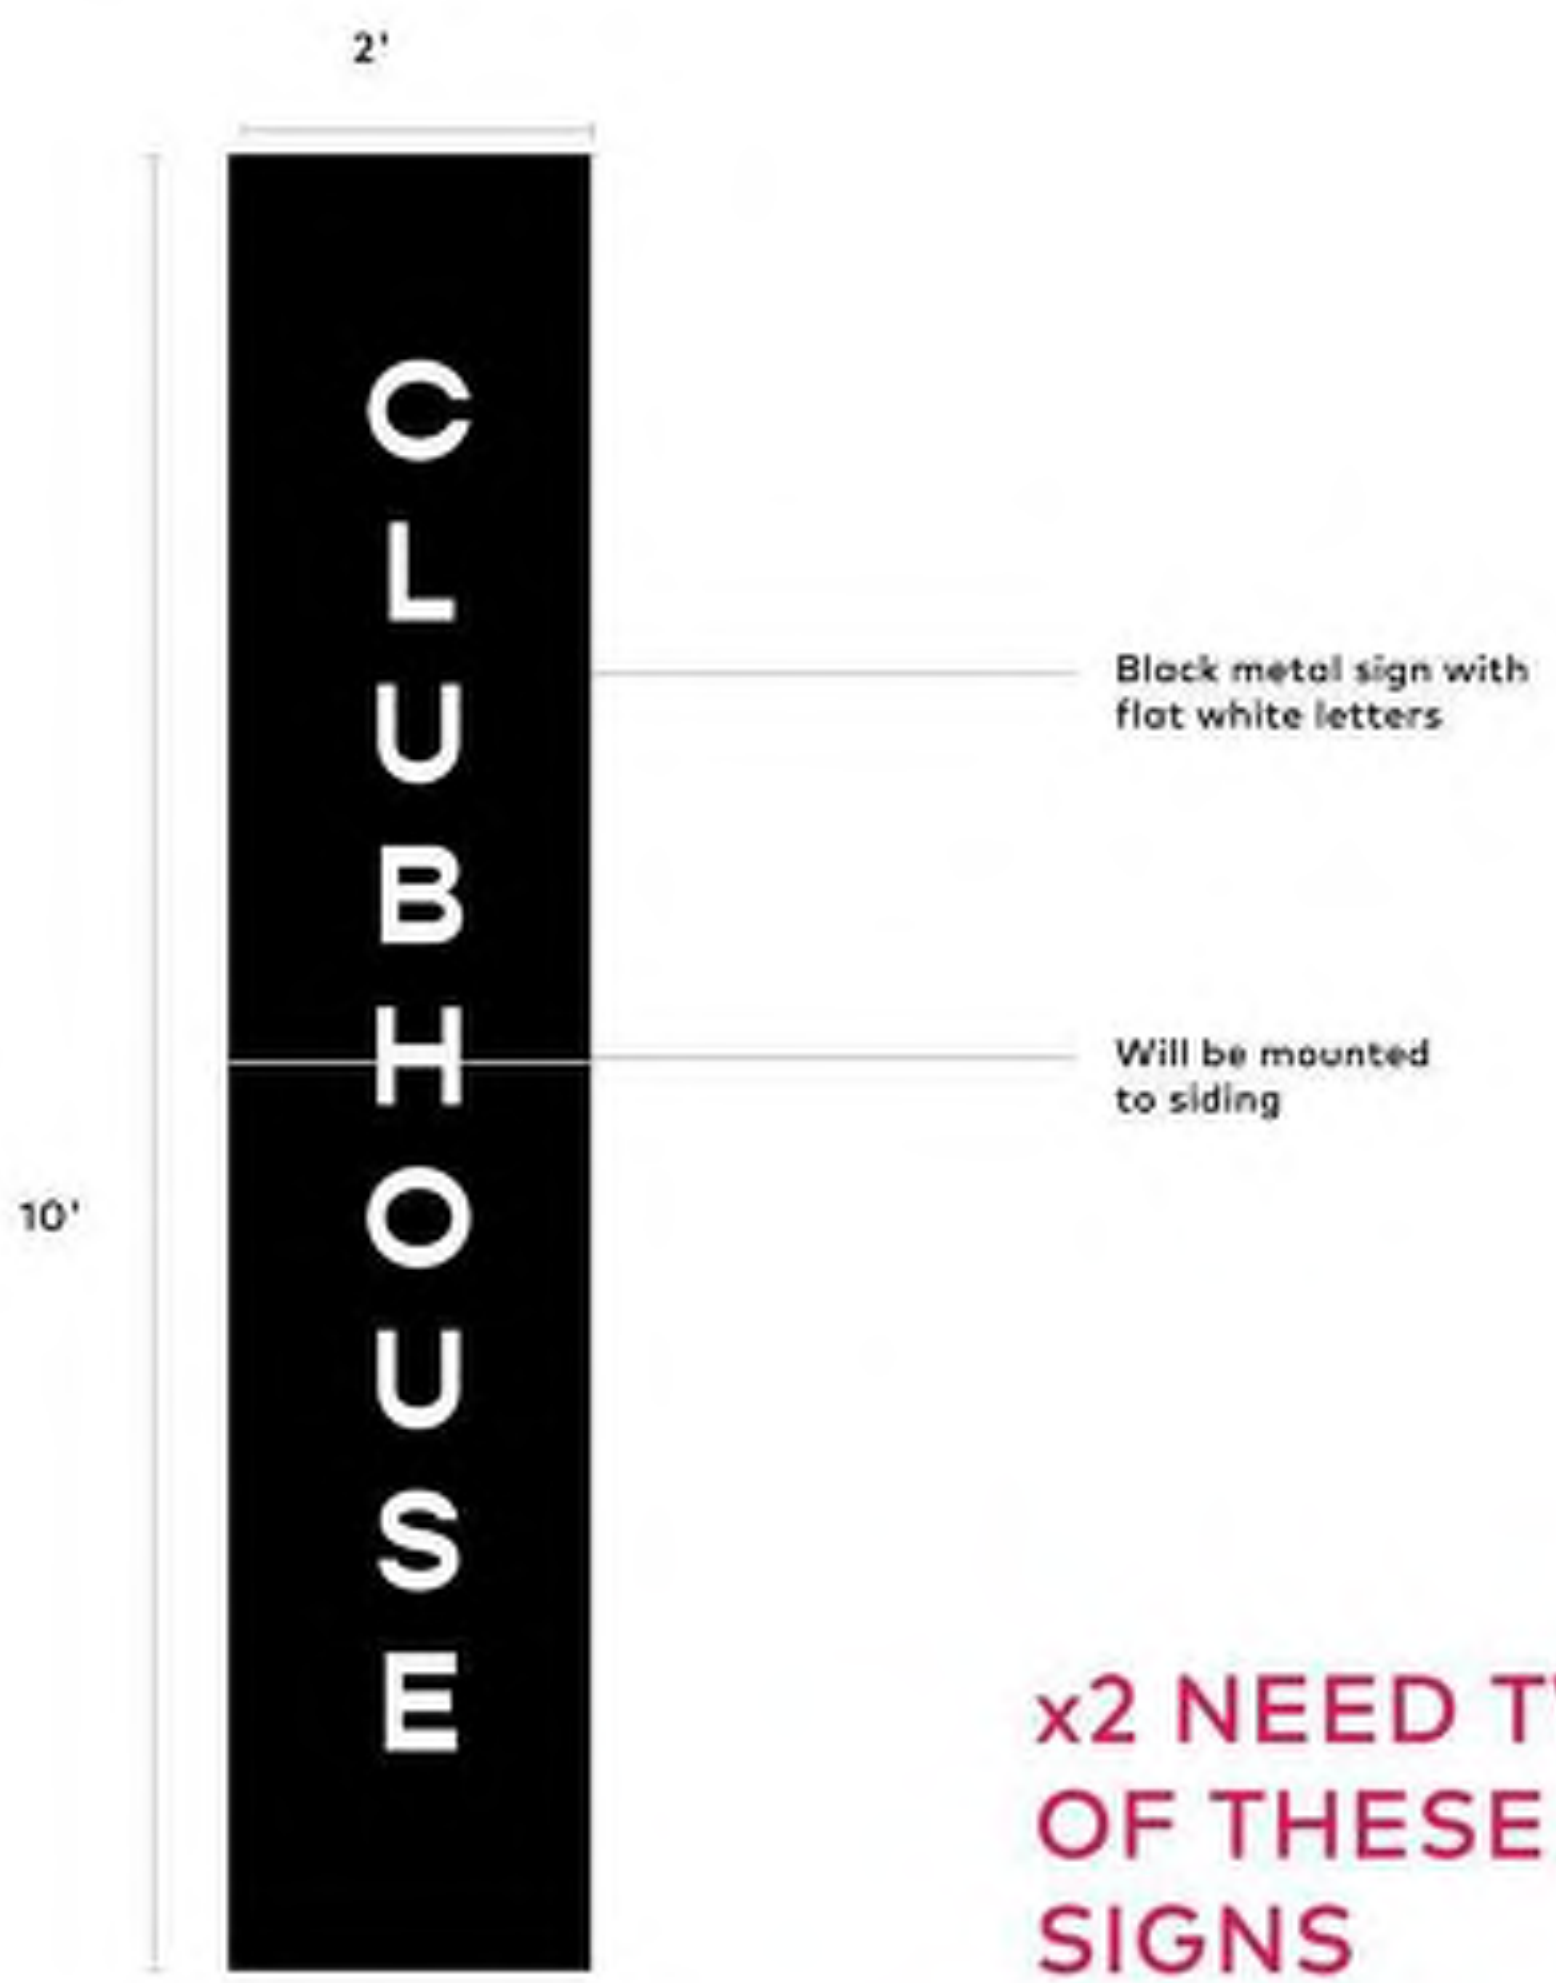 2'
C
L
U
B
H
O
U
S
E
10'
Black metal sign with
flat white letters
Will be mounted
to siding
x2 NEED
OF THESE
SIGNS